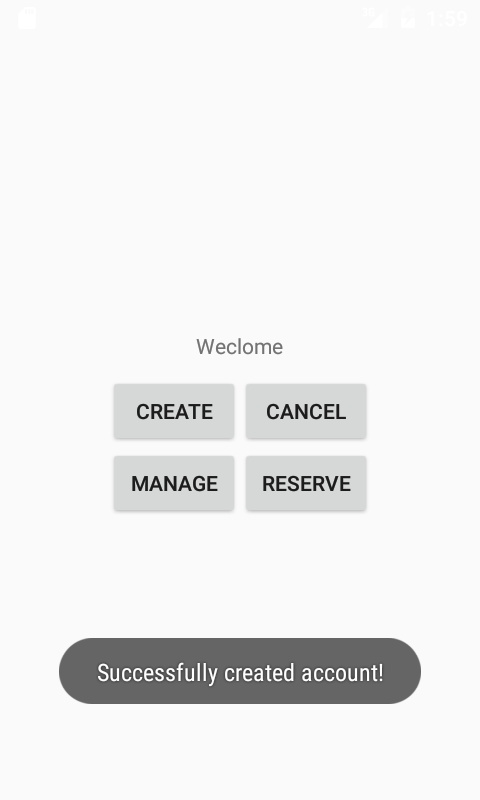 1:59
Weclome
CREATE CANCEL
MANAGE RESERVE
Successfully created account!